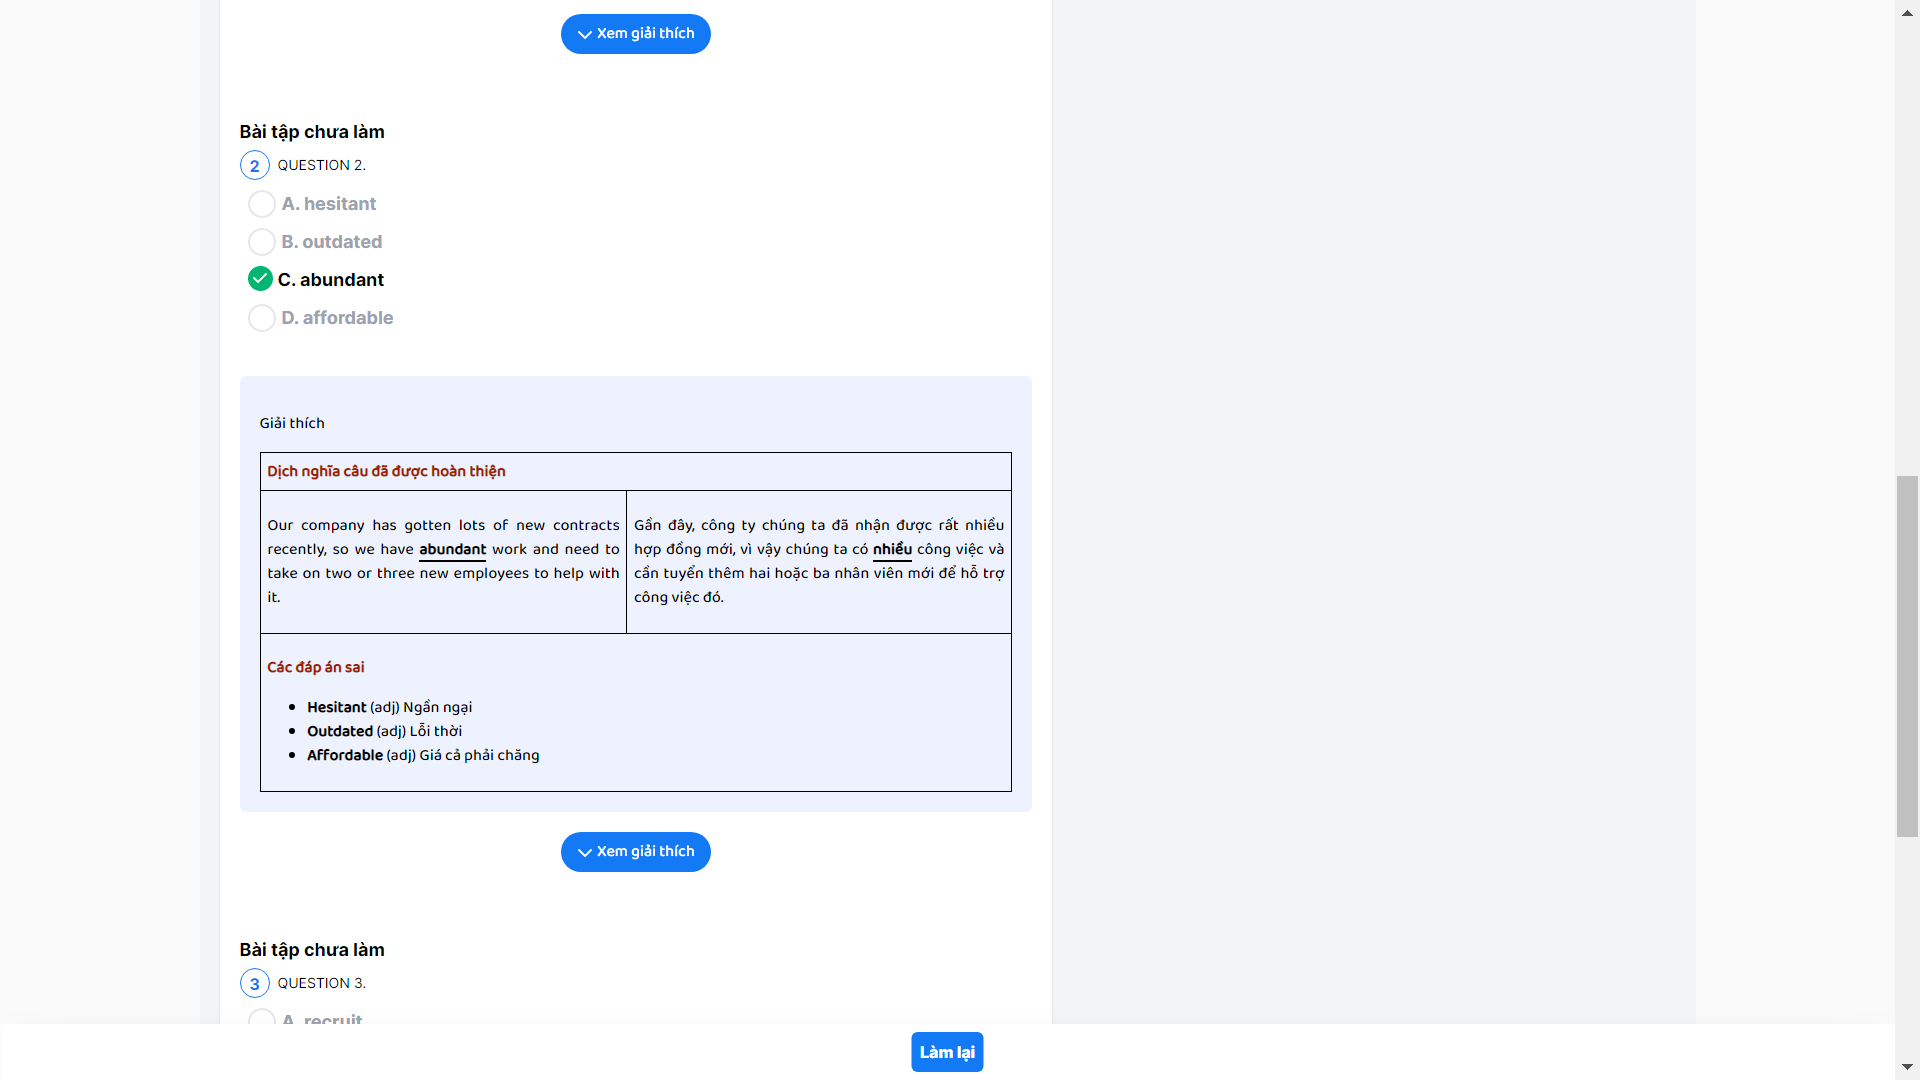 Xem giải thích
Bài tập chưa làm
2 QUESTION 2.
A. hesitant
B. outdated
C. abundant
D. affordable
Giải thích
Dịch nghĩa câu đã được hoàn thiện
Our company has gotten lots of new contracts
recently, so we have abundant work and need to
take on two or three new employees to help with
it.
Gần đây, công ty chúng ta đã nhận được rất nhiều
hợp đồng mới, vì vậy chúng ta có nhiều công việc và
cần tuyển thêm hai hoặc ba nhân viên mới để hỗ trợ
công việc đó.
Các đáp án sai
Hesitant (adj) Ngần ngại
Outdated (adj) Lỗi thời
Affordable (adj) Giá cả phải chăng
Xem giải thích
Bài tập chưa làm
3 QUESTION 3.
A. recruit
Làm lại